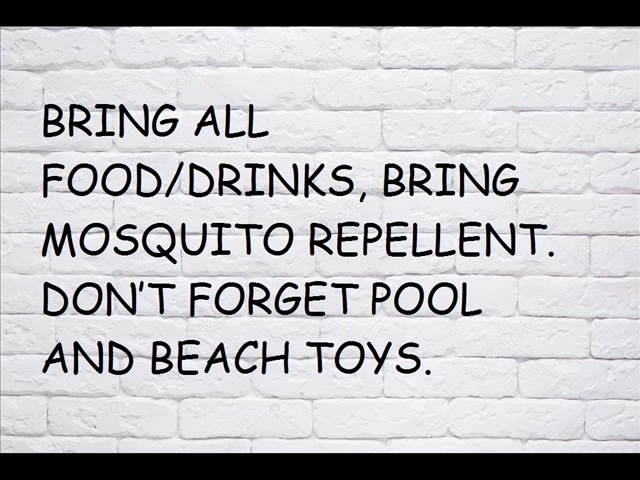 BRING ALL
FOOD/DRINKS, BRING
MOSQUITO REPELLENT.
DON'T FORGET POOL
AND BEACH TOYS.